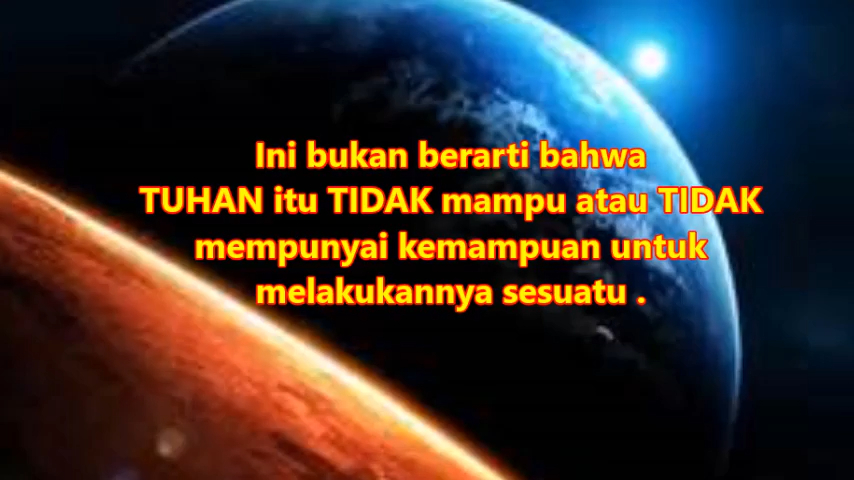 Ini bukan berarti bahwa
TUHAN itu TIDAK mampu atau TIDAK
mempunyai kemampuan untuk
melakukannya sesuatu .